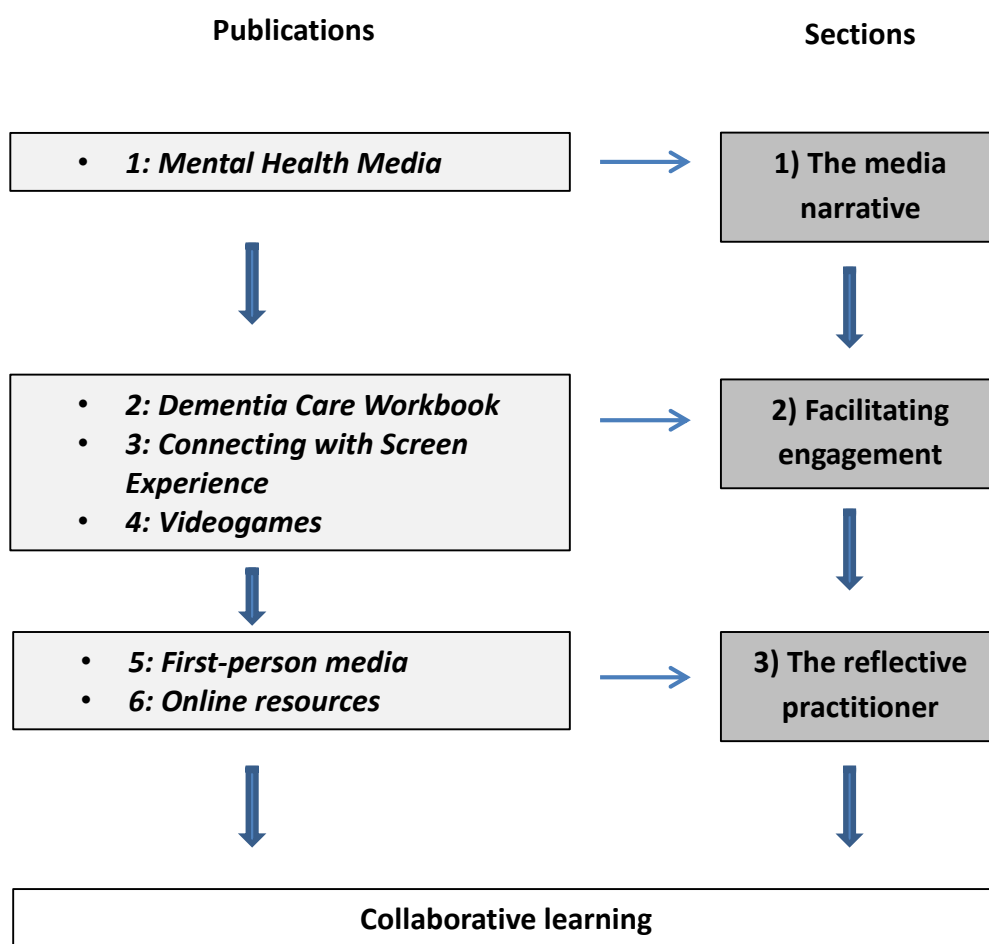 Publications
Sections
• 1: Mental Health Media
1) The media
narrative
• 2: Dementia Care Workbook
• 3: Connecting with Screen
Experience
• 4: Videogames
2) Facilitating
engagement
• 5: First-person media
• 6: Online resources
3) The reflective
practitioner
Collaborative learning